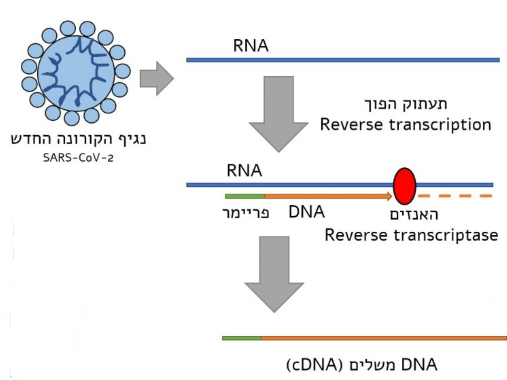 RNA
נגיף הקורונה החדש
SARS-CoV-2
תעתוק הפוך
Reverse transcription
RNA
פריימר
DNA
האנזים
Reverse transcriptase
DNA משלים (cDNA)